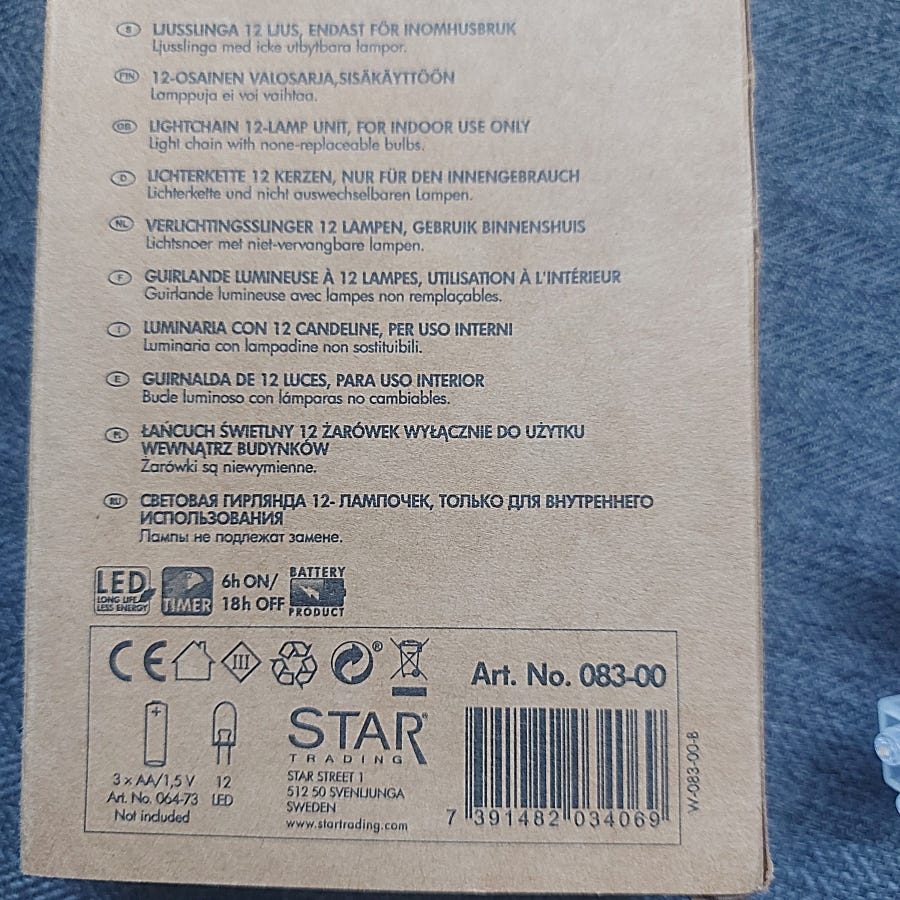 S LJUSSLINGA 12 LJUS, ENDAST FÖR INOMHUSBRUK
Ljusslinga med icke utbytbara lampor.
FIN 12-OSAINEN VALOSARJA,SISÄKÄYTTÖÖN
Lamppuja ei voi vaihtaa.
GB LIGHTCHAIN 12-LAMP UNIT, FOR INDOOR USE ONLY
Light chain with none-replaceable bulbs.
D LICHTERKETTE 12 KERZEN, NUR FÜR DEN INNENGEBRAUCH
Lichterkette und nicht auswechselbaren Lampen.
NL VERLICHTINGSSLINGER 12 LAMPEN, GEBRUIK BINNENSHUIS
Lichtsnoer met niet-vervangbare lampen.
F GUIRLANDE LUMINEUSE À 12 LAMPES, UTILISATION À L'INTÉRIEUR
Guirlande lumineuse avec lampes non remplaçables.
I LUMINARIA CON 12 CANDELINE, PER USO INTERNI
Luminaria con lampadine non sostituibili.
E GUIRNALDA DE 12 LUCES, PARA USO INTERIOR
Bucle luminoso con lámparas no cambiables.
PL ŁAŃCUCH ŚWIETLNY 12 ŻARÓWEK WYŁĄCZNIE DO UŻYTKU
WEWNĄTRZ BUDYNKÓW
Żarówki są niewymienne.
RU СВЕТОВАЯ ГИРЛЯНДА 12- ЛАМПОЧЕК, ТОЛЬКО ДЛЯ ВНУТРЕННЕГО
ИСПОЛЬЗОВАНИЯ
Лампы не подлежат замене.
LED
LONG LIFE
LESS ENERGY
TIMER
6h ON/
18h OFF
BATTERY
PRODUCT
CE III ®
Art. No. 083-00
3 x AA/1,5 V
Art. No. 064-73
Not included
12
LED
STAR®
TRADING
STAR STREET 1
512 50 SVENLJUNGA
SWEDEN
www.startrading.com
7 391482 034069
W-083-00-8